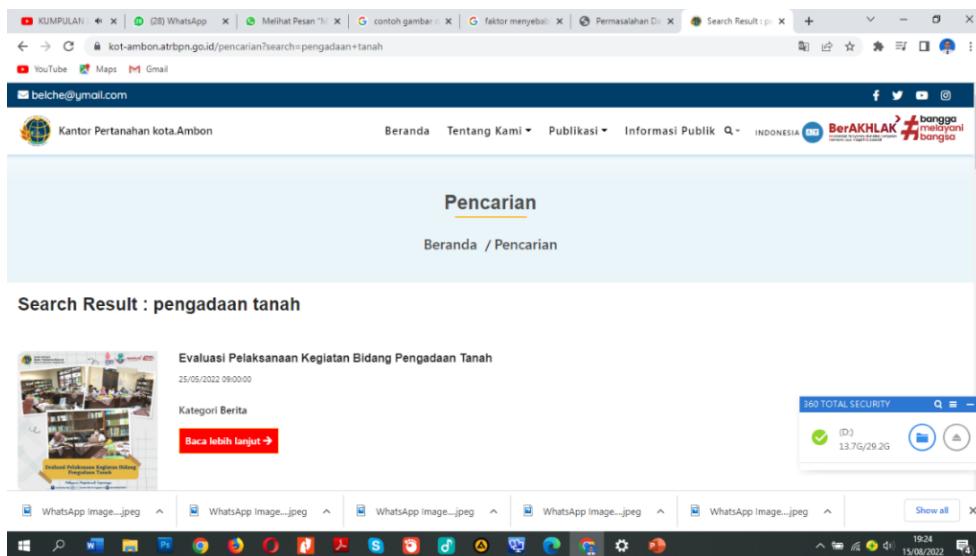 KUMPULAN
(28) WhatsApp
Melihat Pesan "M
contoh gambar
faktor menyebab
Permasalahan Da
Search Result : p
kot-ambon.atrbpn.go.id/pencarian?search=pengadaan+tanah
YouTube Maps Gmail
belche@ymail.com
Kantor Pertanahan kota.Ambon
Beranda Tentang Kami Publikasi Informasi Publik INDONESIA BerAKHLAK
#bangga
melayani
bangsa
Pencarian
Beranda / Pencarian
Search Result : pengadaan tanah
Evaluasi Pelaksanaan Kegiatan Bidang Pengadaan Tanah
25/05/2022 09:00:00
Kategori Berita
Baca lebih lanjut →
Evaluasi Pelaksanaan Kegiatan Bidang
Pengadaan Tanah
360 TOTAL SECURITY
(D:)
13.7G/29.2G
WhatsApp Image....jpeg WhatsApp Image....jpeg WhatsApp Image....jpeg WhatsApp Image....jpeg WhatsApp Image....jpeg Show all
19:24
15/08/2022